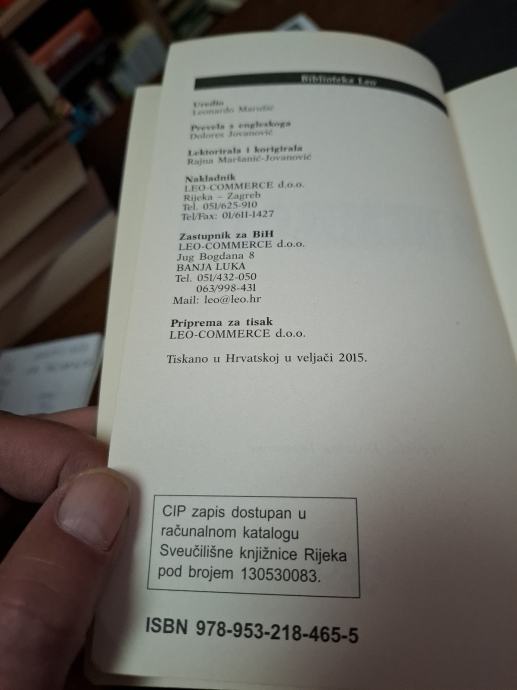 Biblioteka Leo
Uredio
Leonardo Marušić
Prevela s engleskoga
Dolores Jovanović
Lektorirala i korigirala
Rajna Maršanić-Jovanović
Nakladnik
LEO-COMMERCE d.o.o.
Rijeka – Zagreb
Tel. 051/625-910
Tel/Fax: 01/611-1427
Zastupnik za BiH
LEO-COMMERCE d.o.o.
Jug Bogdana 8
BANJA LUKA
Tel. 051/432-050
063/998-431
Mail: leo@leo.hr
Priprema za tisak
LEO-COMMERCE d.o.o.
Tiskano u Hrvatskoj u veljači 2015.
CIP zapis dostupan u
računalnom katalogu
Sveučilišne knjižnice Rijeka
pod brojem 130530083.
ISBN 978-953-218-465-5